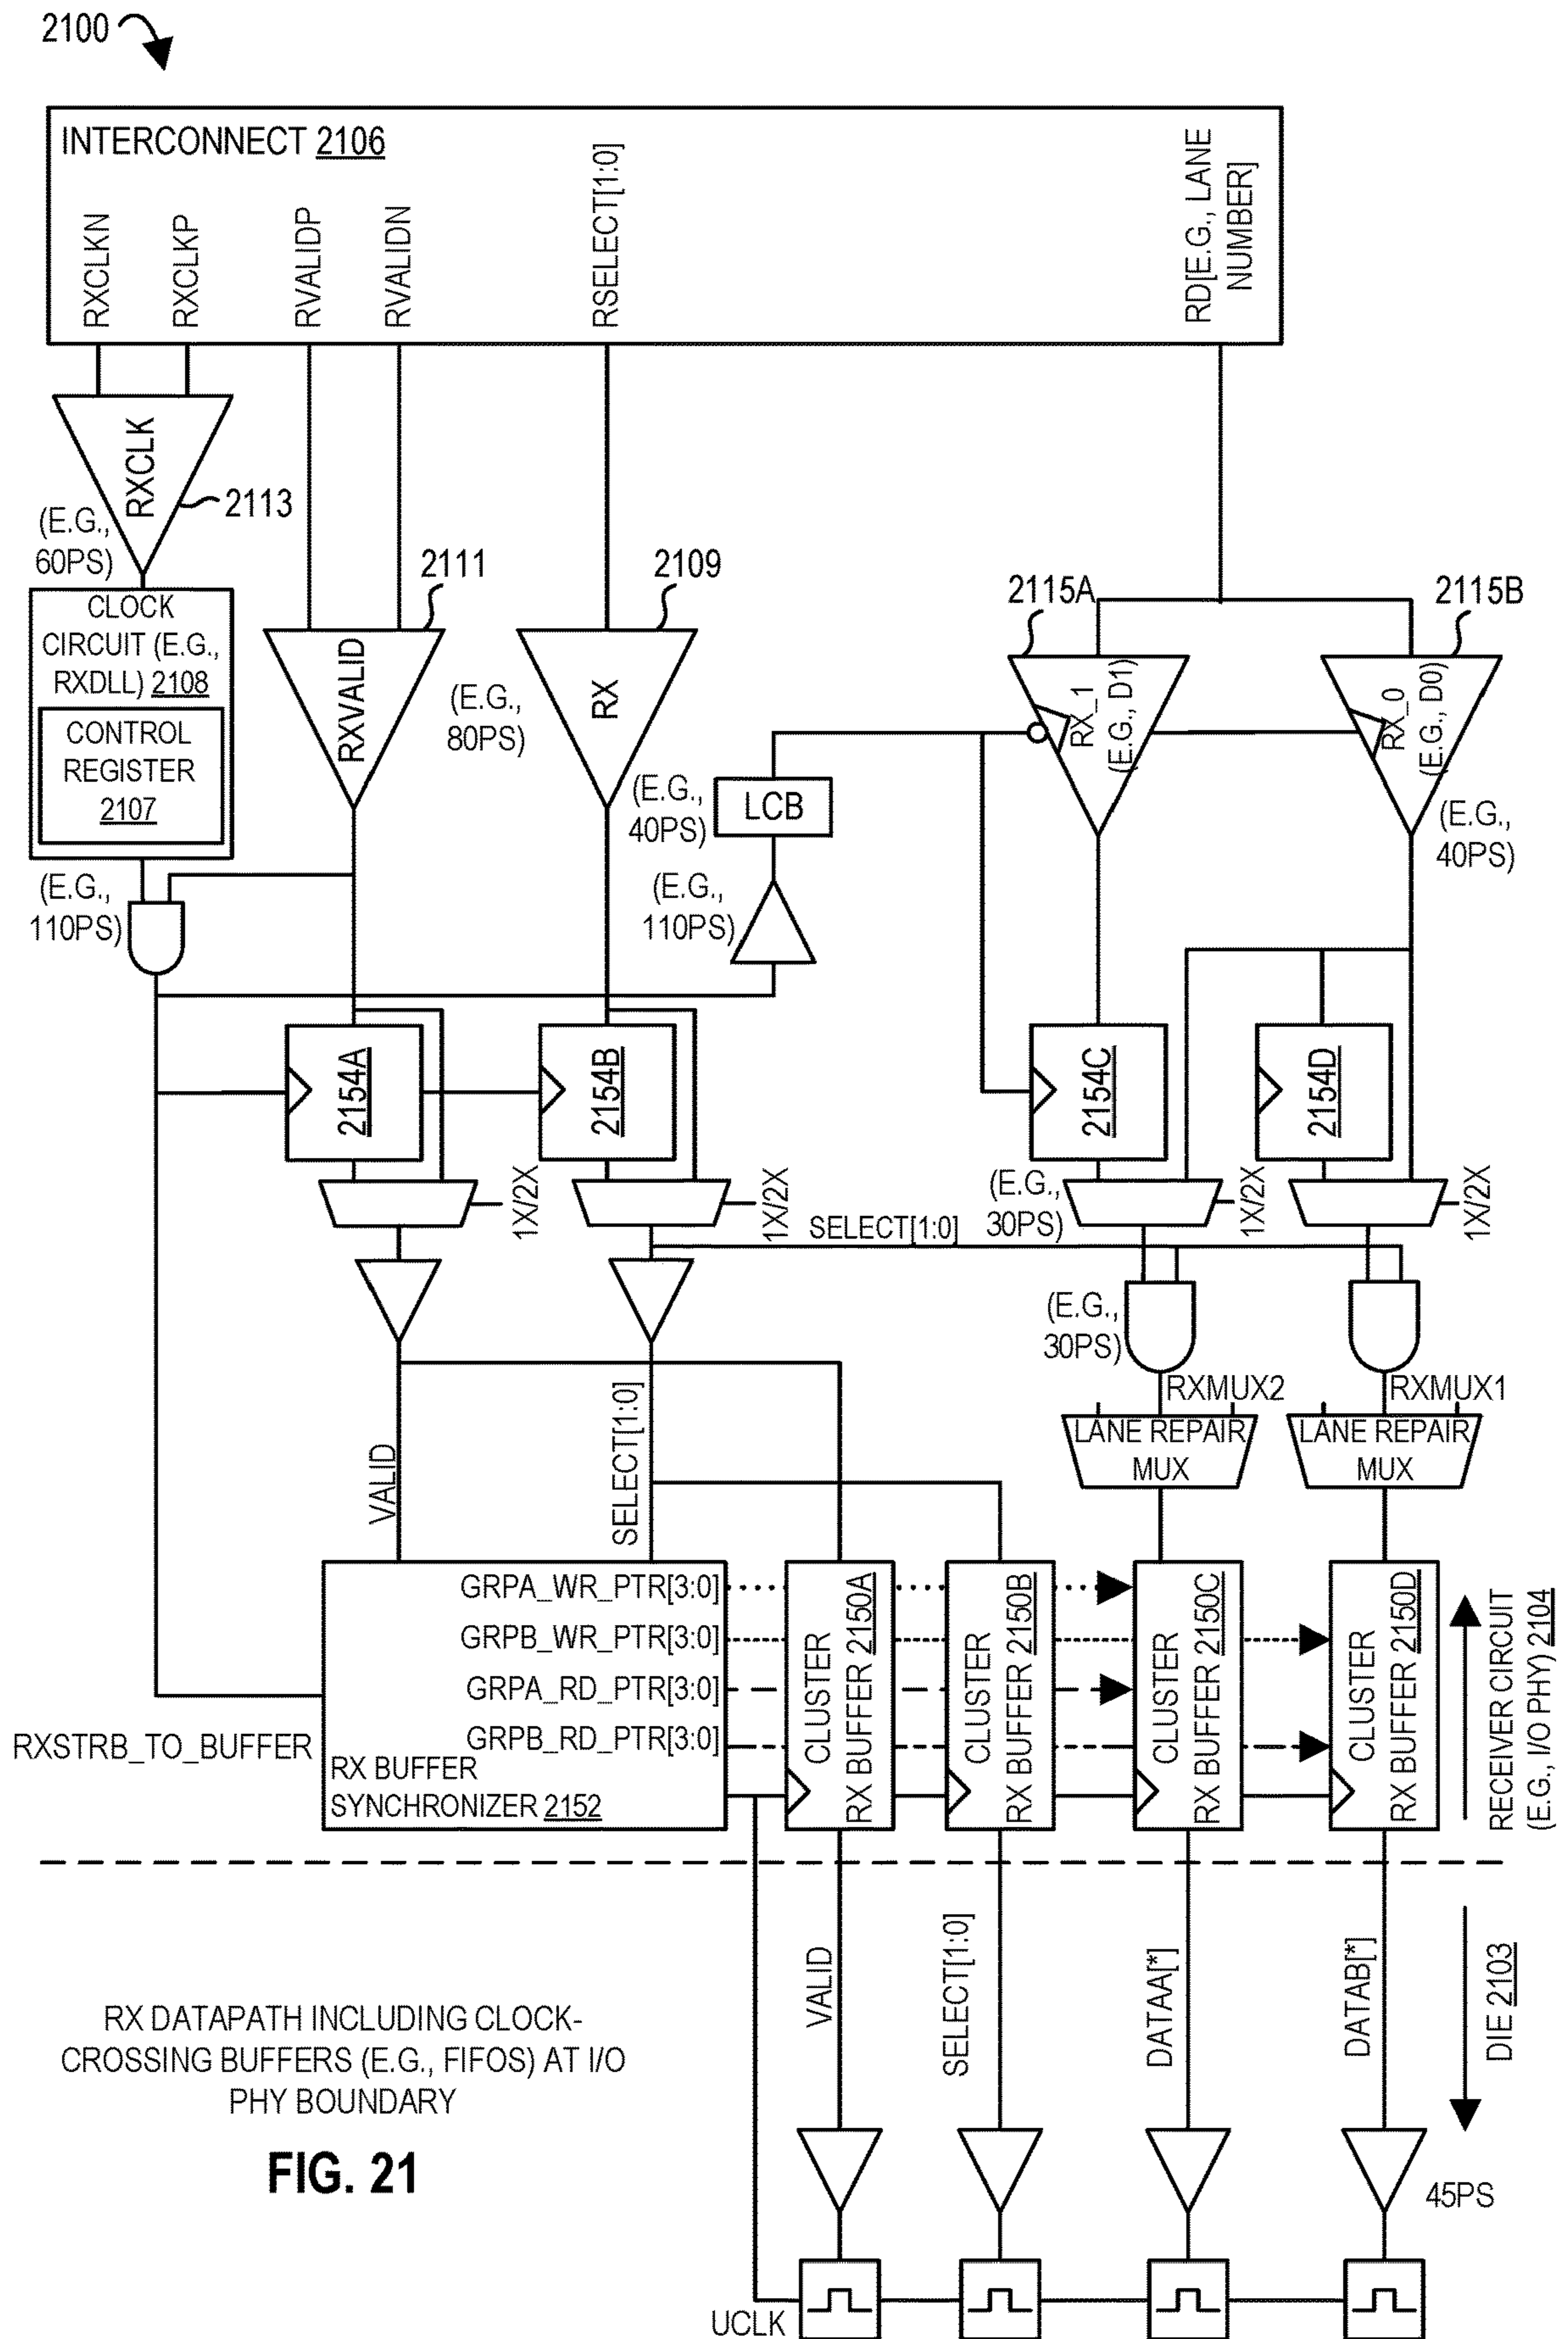 2100
INTERCONNECT 2106
RXCLKN
RXCLKP
RVALIDP
RVALIDN
RSELECT[1:0]
RD[E.G., LANE
NUMBER]
RXCLK
2113
(E.G.,
60PS)
CLOCK
CIRCUIT (E.G.,
RXDLL) 2108
CONTROL
REGISTER
2107
(E.G.,
110PS)
RXVALID
2111
RX
2109
(E.G.,
80PS)
(E.G.,
40PS)
LCB
(E.G.,
110PS)
2115A
RX_1
(E.G., D1)
2115B
RX_0
(E.G., D0)
(E.G.,
40PS)
2154A
2154B
2154C
2154D
1X/2X
1X/2X
(E.G.,
30PS)
1X/2X
1X/2X
SELECT[1:0]
(E.G.,
30PS)
RXMUX2
RXMUX1
LANE REPAIR
MUX
LANE REPAIR
MUX
VALID
SELECT[1:0]
GRPA_WR_PTR[3:0]
GRPB_WR_PTR[3:0]
GRPA_RD_PTR[3:0]
GRPB_RD_PTR[3:0]
RX BUFFER
SYNCHRONIZER 2152
RXSTRB_TO_BUFFER
CLUSTER
RX BUFFER 2150A
CLUSTER
RX BUFFER 2150B
CLUSTER
RX BUFFER 2150C
CLUSTER
RX BUFFER 2150D
RECEIVER CIRCUIT
(E.G., I/O PHY) 2104
VALID
SELECT[1:0]
DATAA[*]
DATAB[*]
DIE 2103
45PS
UCLK
RX DATAPATH INCLUDING CLOCK-
CROSSING BUFFERS (E.G., FIFOS) AT I/O
PHY BOUNDARY
FIG. 21